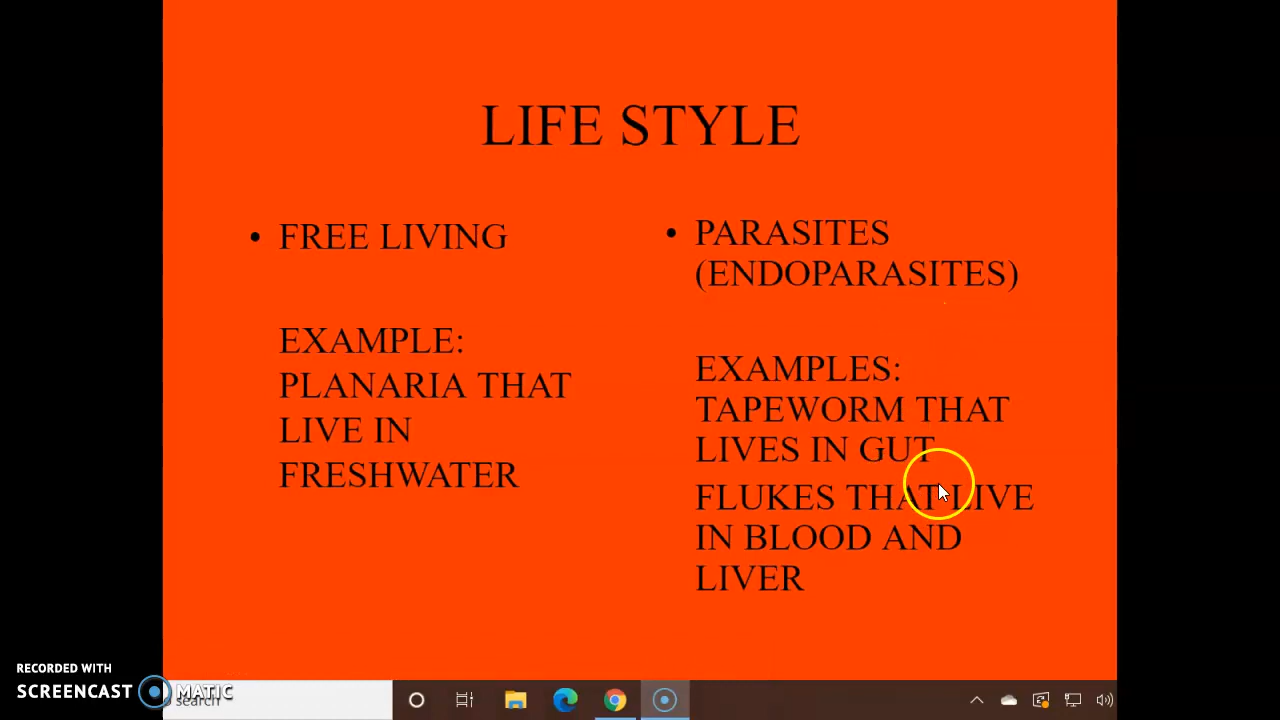 LIFE STYLE
• FREE LIVING
EXAMPLE:
PLANARIA THAT
LIVE IN
FRESHWATER
• PARASITES
(ENDOPARASITES)
EXAMPLES:
TAPEWORM THAT
LIVES IN GUT
FLUKES THAT LIVE
IN BLOOD AND
LIVER
RECORDED WITH
SCREENCAST MATIC
search